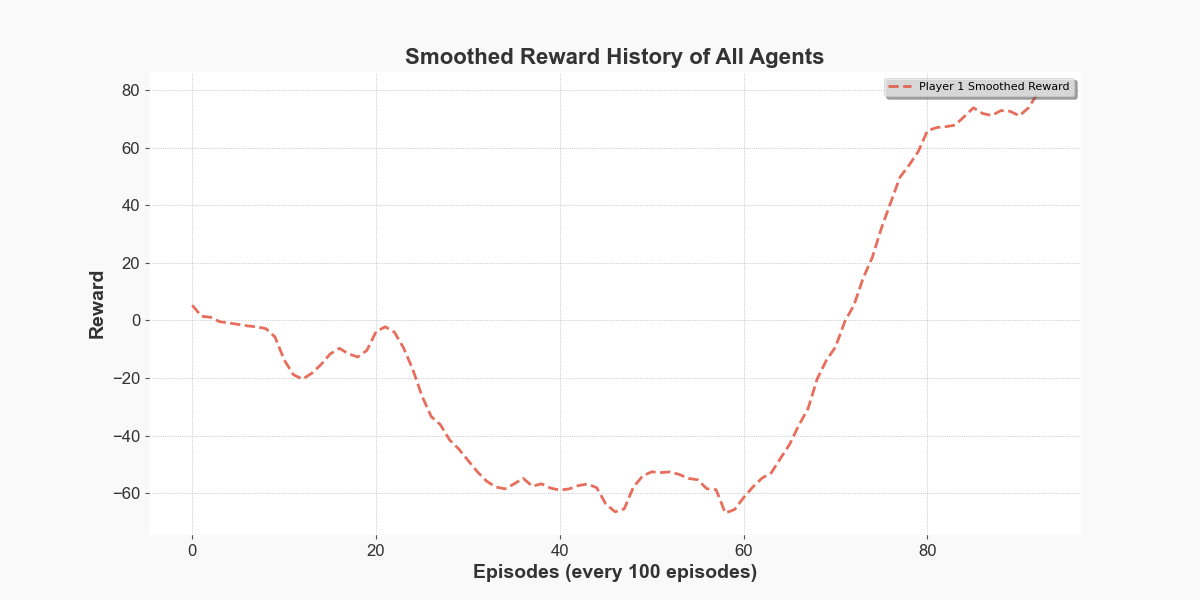 Smoothed Reward History of All Agents
Player 1 Smoothed Reward
80
60
40
20
0
−20
−40
−60
Reward
0 20 40 60 80
Episodes (every 100 episodes)